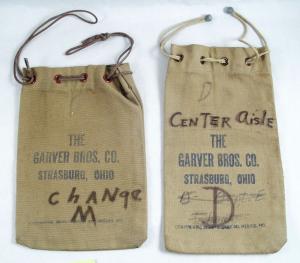 THE
GARVER BROS. CO.
STRASBURG, OHIO
CHANGE
M
D
CENTER AISLE
THE
GARVER BROS. CO.
STRASBURG, OHIO
D